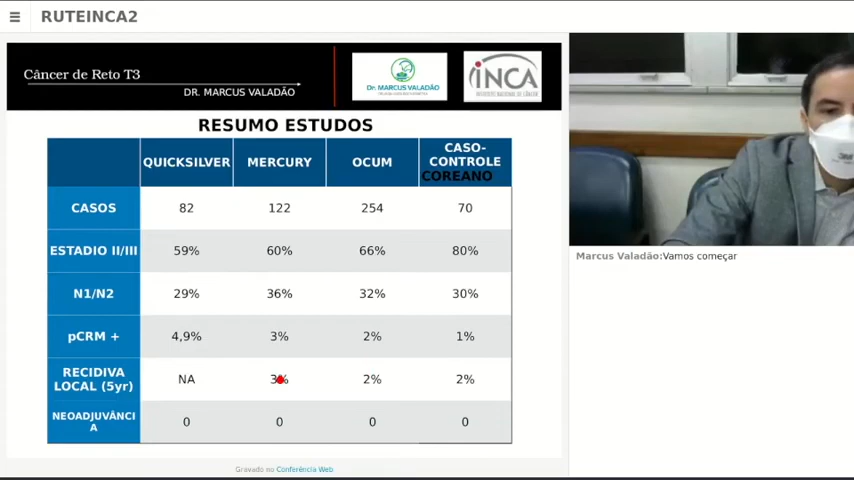 RUTEINCA2
Câncer de Reto T3
DR. MARCUS VALADÃO
Dr. MARCUS VALADÃO
INCA
RESUMO ESTUDOS
QUICKSILVER MERCURY OCUM CASO-CONTROLE COREANO
CASOS 82 122 254 70
ESTADIO II/III 59% 60% 66% 80%
N1/N2 29% 36% 32% 30%
pCRM + 4,9% 3% 2% 1%
RECIDIVA LOCAL (5yr) NA 3% 2% 2%
NEOADJUVÂNCIA 0 0 0 0
Gravado no Conferência Web
Marcus Valadão:Vamos começar